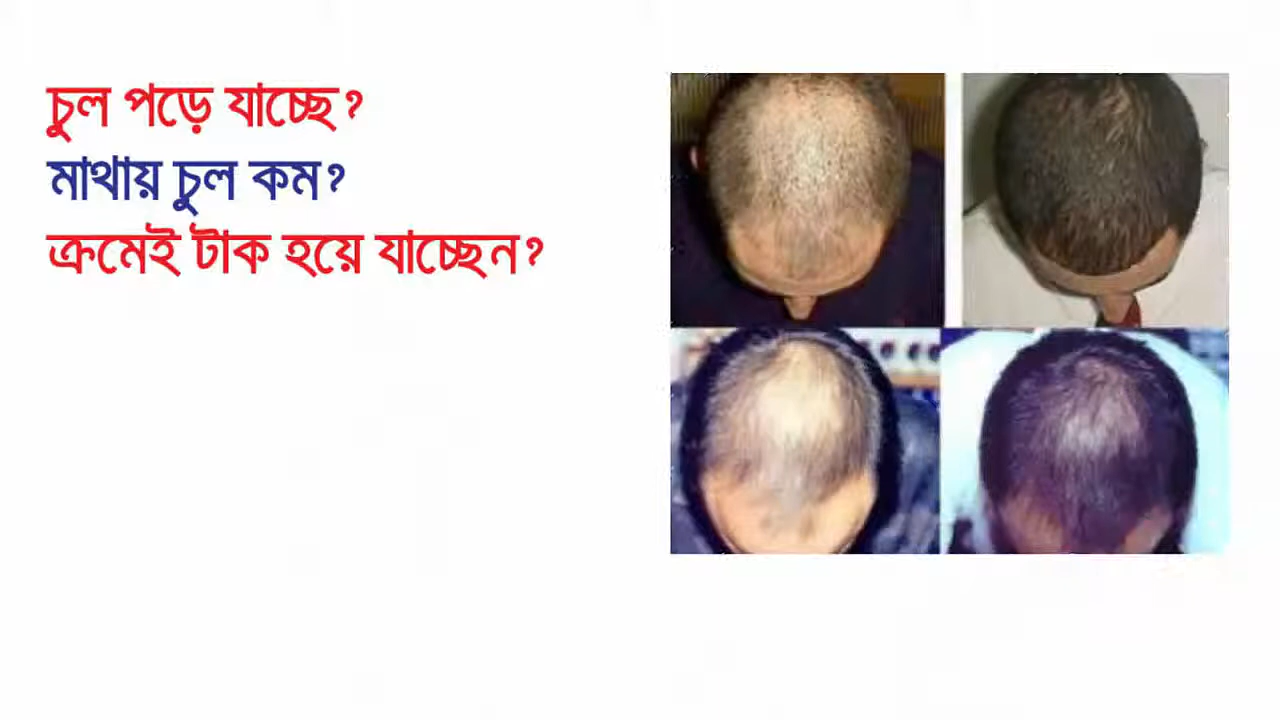 চুল পড়ে যাচ্ছে?
মাথায় চুল কম?
ক্রমেই টাক হয়ে যাচ্ছেন?